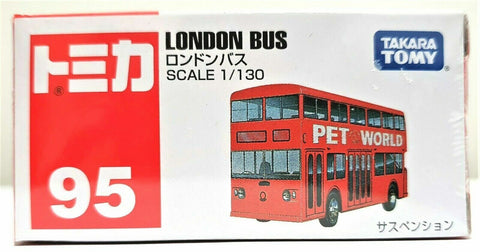 トミカ
®
95
LONDON BUS
ロンドンバス
SCALE 1/130
TAKARA
TOMY
PET WORLD
サスペンション